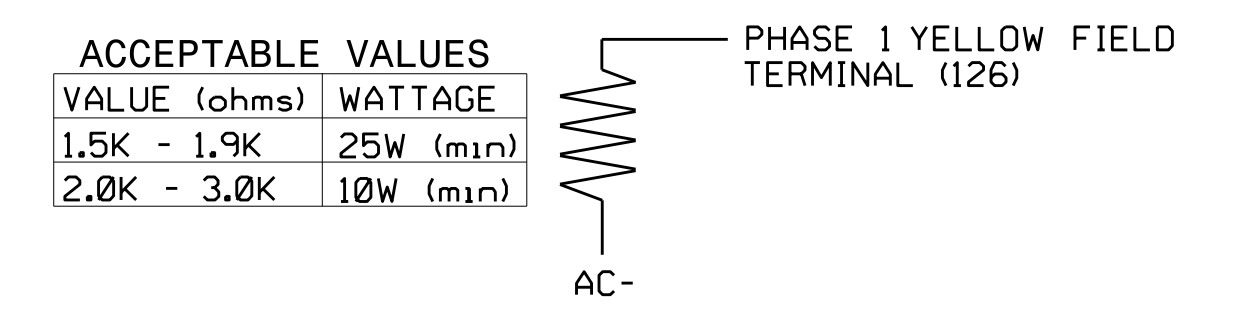 ACCEPTABLE VALUES
VALUE (ohms) WATTAGE
1.5K - 1.9K 25W (min)
2.0K - 3.0K 10W (min)
PHASE 1 YELLOW FIELD
TERMINAL (126)
AC-